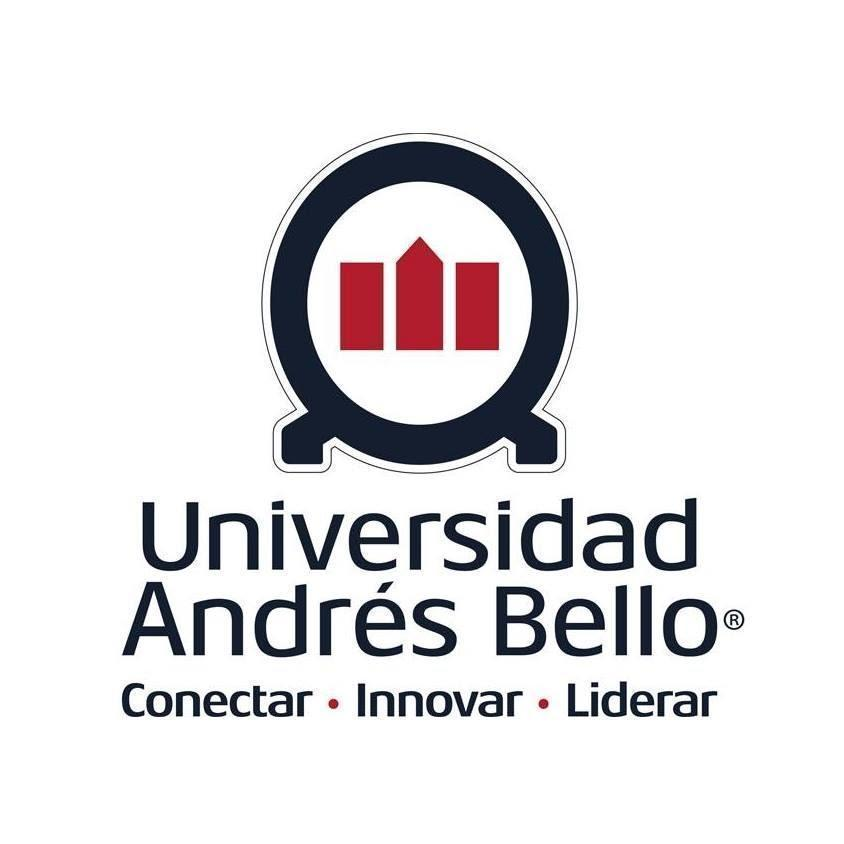 Universidad
Andrés Bello®
Conectar • Innovar • Liderar